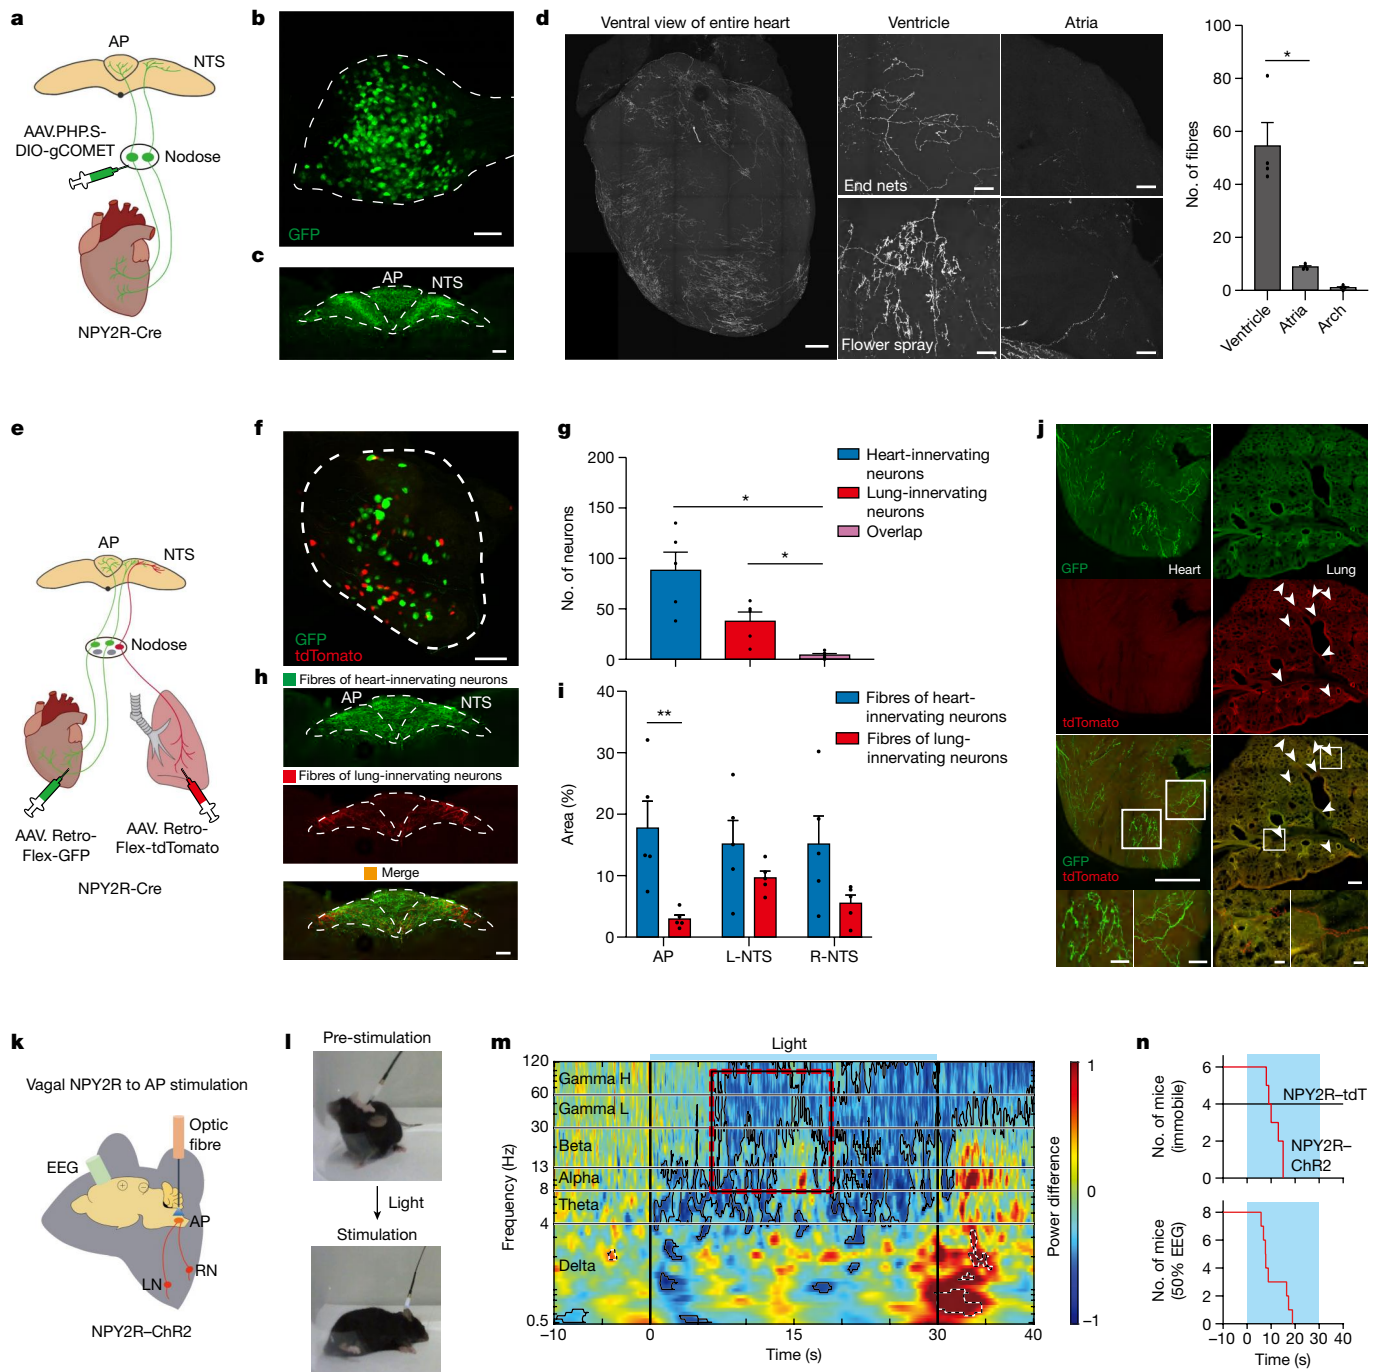 a
AP
NTS
AAV.PHP.S-
DIO-gCOMET
Nodose
NPY2R-Cre
b
GFP
c
AP
NTS
d
Ventral view of entire heart
Ventricle
Atria
End nets
Flower spray
No. of fibres
100
80
60
40
20
0
*
Ventricle
Atria
Arch
e
AP
NTS
Nodose
AAV. Retro-
Flex-GFP
AAV. Retro-
Flex-tdTomato
NPY2R-Cre
f
GFP
tdTomato
g
No. of neurons
200
150
100
50
0
*
*
Heart-innervating
neurons
Lung-innervating
neurons
Overlap
h
Fibres of heart-innervating neurons
AP
NTS
Fibres of lung-innervating neurons
Merge
i
Area (%)
40
30
20
10
0
**
AP
L-NTS
R-NTS
Fibres of heart-
innervating neurons
Fibres of lung-
innervating neurons
j
GFP
Heart
Lung
tdTomato
GFP
tdTomato
k
Vagal NPY2R to AP stimulation
Optic
fibre
EEG
AP
RN
LN
NPY2R–ChR2
l
Pre-stimulation
Light
Stimulation
m
Light
Frequency (Hz)
120
60
30
13
8
4
0.5
Gamma H
Gamma L
Beta
Alpha
Theta
Delta
−10
0
15
30
40
Time (s)
1
0
−1
Power difference
n
No. of mice
(immobile)
6
4
2
0
NPY2R–tdT
NPY2R–
ChR2
No. of mice
(50% EEG)
8
6
4
2
0
−10
0
10
20
30
40
Time (s)